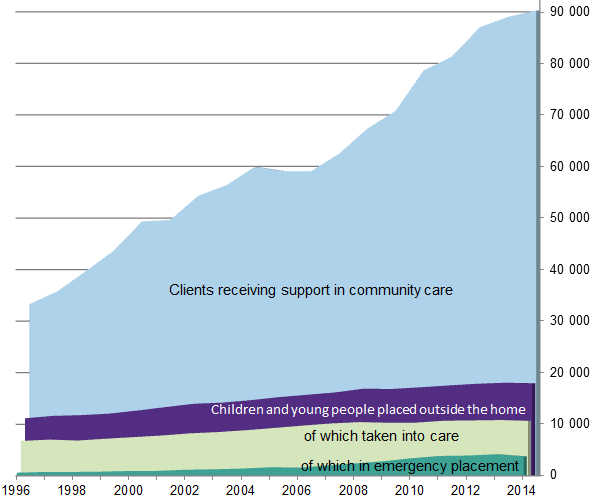 90 000
80 000
70 000
60 000
50 000
40 000
Clients receiving support in community care
30 000
20 000
Children and young people placed outside the home
10 000
of which taken into care
of which in emergency placement
0
1996 1998 2000 2002 2004 2006 2008 2010 2012 2014